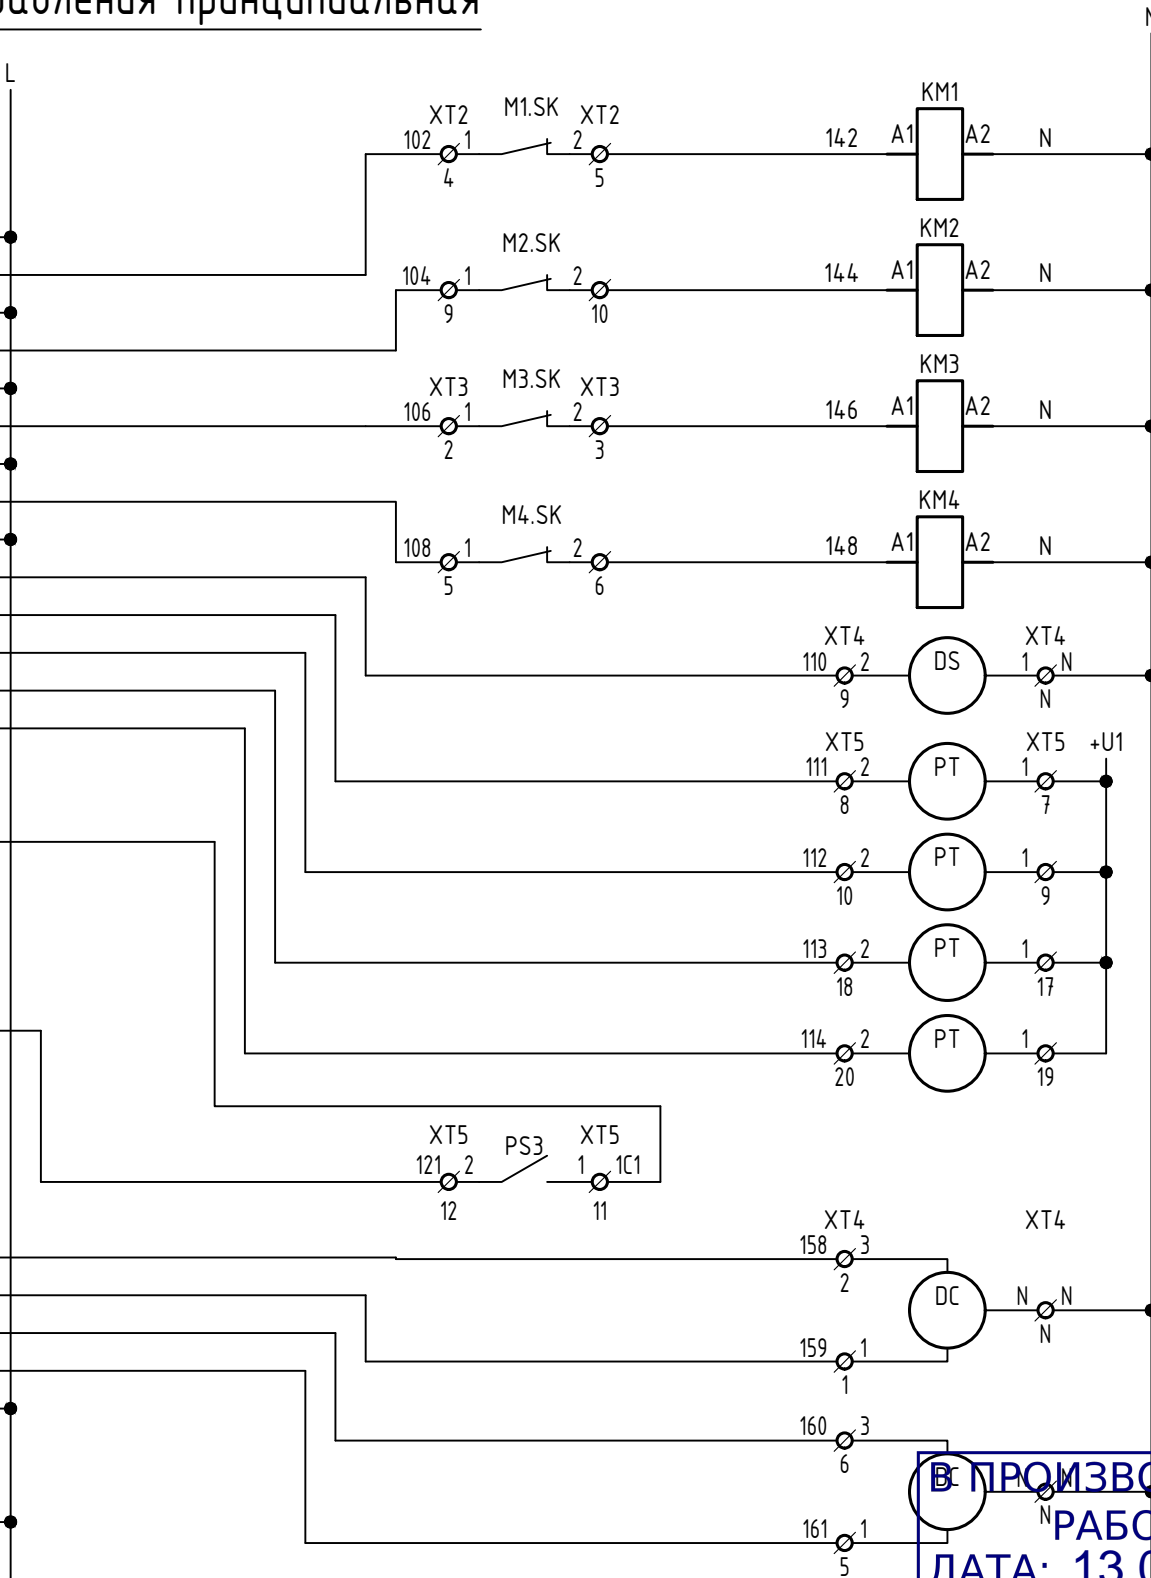 принципиальная
L
KM1
XT2 M1.SK XT2
102 1 2 142 A1 A2 N
4 5
KM2
M2.SK
104 1 2 144 A1 A2 N
9 10
KM3
XT3 M3.SK XT3
106 1 2 146 A1 A2 N
2 3
KM4
M4.SK
108 1 2 148 A1 A2 N
5 6
XT4 XT4
110 2 DS 1 N
9 N
XT5 XT5 +U1
111 2 PT 1
8 7
112 2 PT 1
10 9
113 2 PT 1
18 17
114 2 PT 1
20 19
XT5 PS3 XT5
121 2 1 1C1
12 11
XT4 XT4
158 3
2
DC N N
N
159 1
1
160 3
6
DC N N
N
161 1
5
В
РАБО
ДАТА: 13